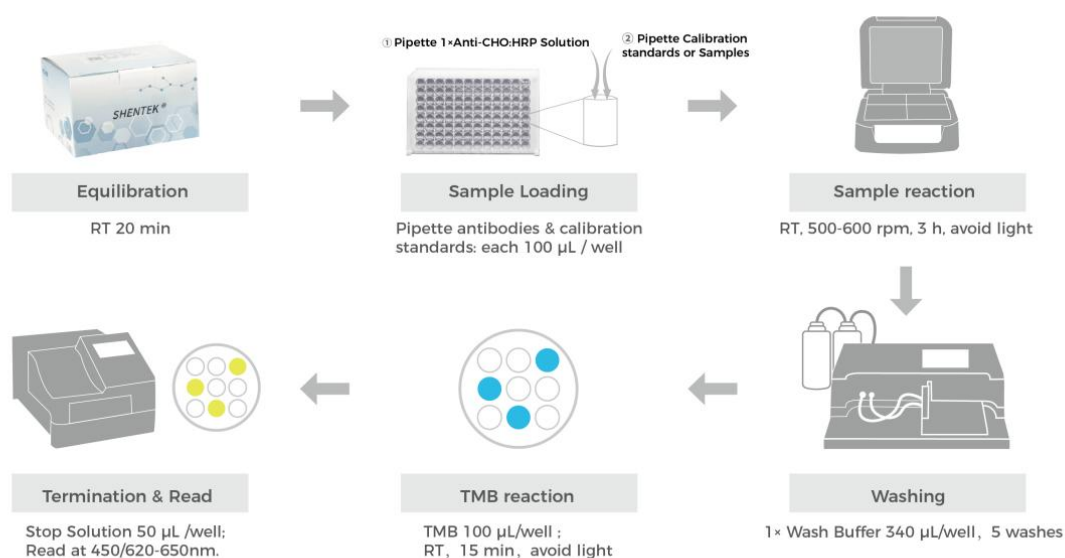 ① Pipette 1×Anti-CHO:HRP Solution
② Pipette Calibration
standards or Samples
SHENTEK®
Equilibration
RT 20 min
Sample Loading
Pipette antibodies & calibration
standards: each 100 µL / well
Sample reaction
RT, 500-600 rpm, 3 h, avoid light
Termination & Read
Stop Solution 50 µL /well;
Read at 450/620-650nm.
TMB reaction
TMB 100 µL/well ;
RT, 15 min, avoid light
Washing
1× Wash Buffer 340 µL/well, 5 washes